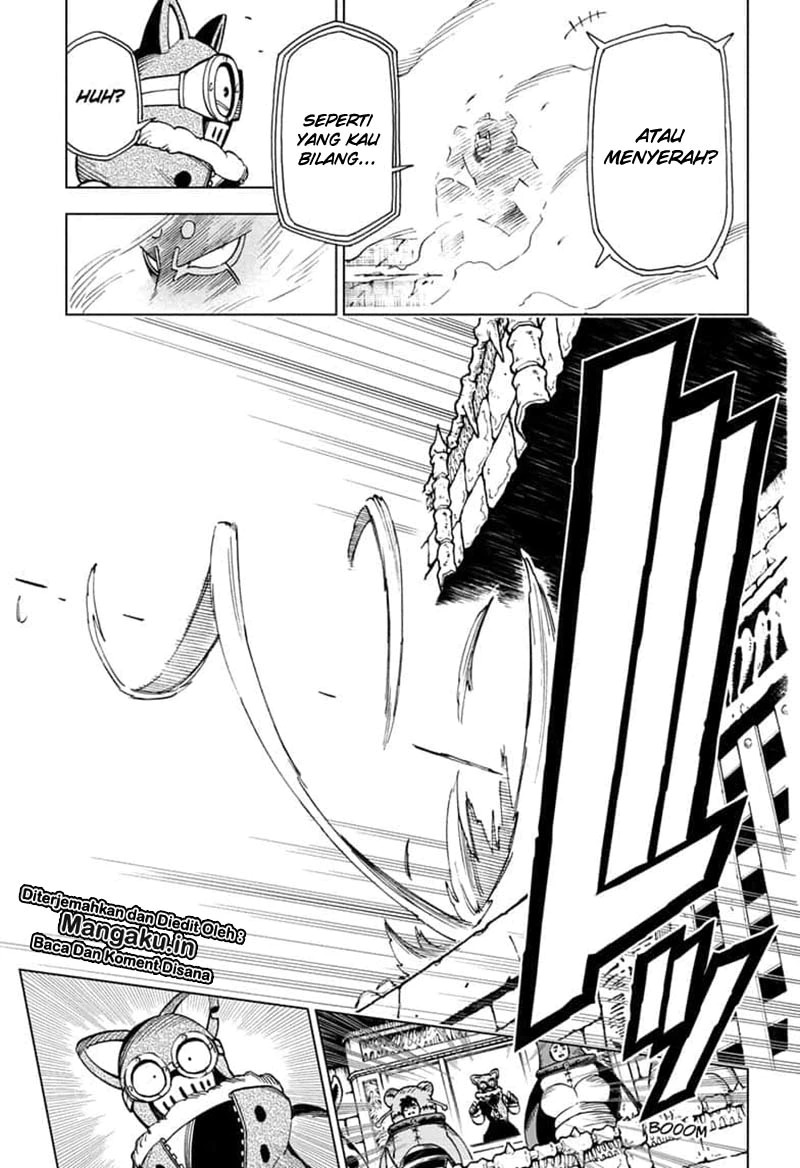 ATAU
MENYERAH?
SEPERTI
YANG KAU
BILANG...
HUH?
Diterjemahkan dan Diedit Oleh :
Mangaku.in
Baca Dan Koment Disana
BOOOM